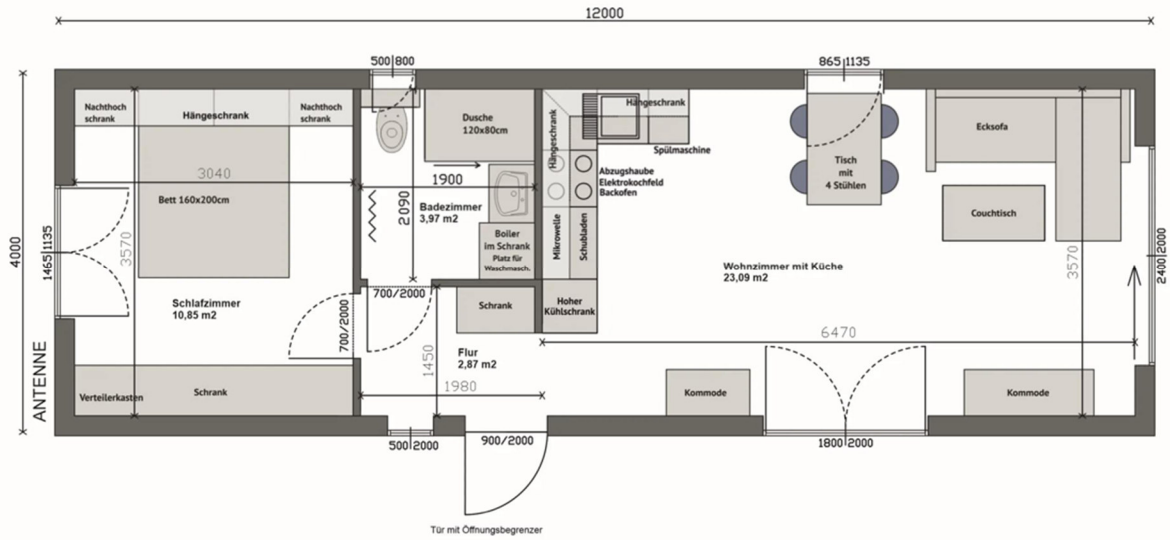 12000
500|800
865|1135
Nachthoch
schrank
Hängeschrank
Nachthoch
schrank
Dusche
120x80cm
Hängeschrank
Hängeschrank
Spülmaschine
Abzugshaube
Elektrokochfeld
Backofen
Tisch
mit
4 Stühlen
Ecksofa
Couchtisch
3040
Bett 160x200cm
1900
2090
Badezimmer
3,97 m2
Boiler
im Schrank
Platz für
Waschmasch.
Mikrowelle
Schubladen
4000
1465|1135
3570
Wohnzimmer mit Küche
23,09 m2
3570
2400|2000
Schlafzimmer
10,85 m2
700/2000
700/2000
Schrank
Hoher
Kühlschrank
6470
Flur
2,87 m2
1450
1980
ANTENNE
Verteilerkasten
Schrank
Kommode
Kommode
500|2000
900/2000
1800|2000
Tür mit Öffnungsbegrenzer